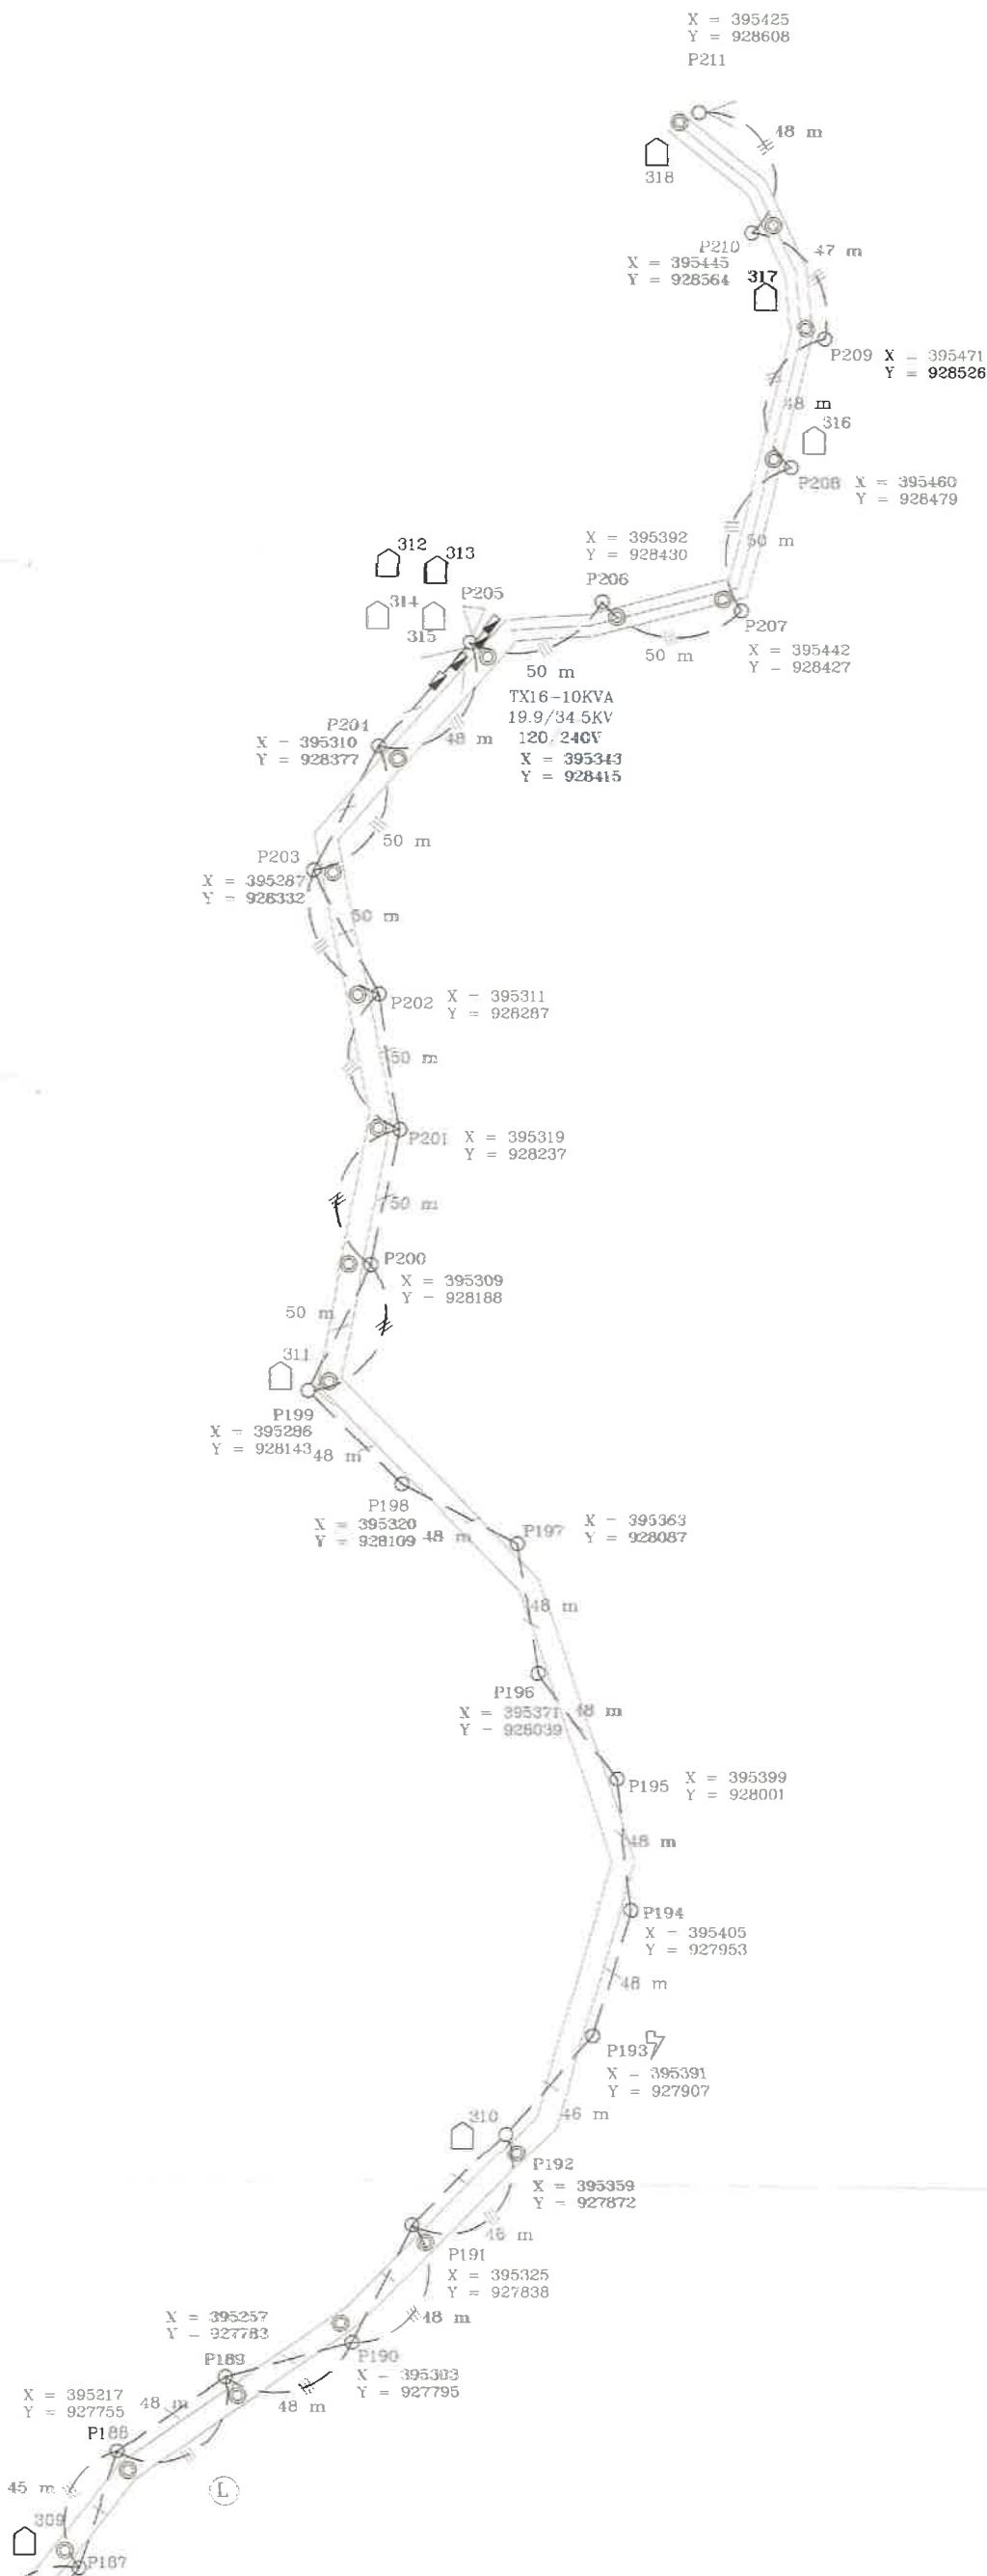 X = 395425
Y = 928608
P211
48 m
318
P210
47 m
X = 395445
Y = 928564
317
P209
X = 395471
Y = 928526
48 m
316
P208
X = 395460
Y = 928479
X = 395392
Y = 928430
50 m
312
313
P206
P205
314
315
P207
50 m
X = 395442
Y = 928427
50 m
TX16-10KVA
19.9/34.5KV
120/240V
X = 395343
Y = 928415
P204
X = 395310
Y = 928377
48 m
50 m
P203
X = 395287
Y = 928332
50 m
P202
X = 395311
Y = 928287
50 m
P201
X = 395319
Y = 928237
50 m
P200
X = 395309
Y = 928188
50 m
311
P199
X = 395286
Y = 928143
48 m
P198
X = 395320
Y = 928109
48 m
P197
X = 395363
Y = 928087
48 m
P196
X = 395371
Y = 928039
48 m
P195
X = 395399
Y = 928001
48 m
P194
X = 395405
Y = 927953
48 m
P193
X = 395391
Y = 927907
46 m
310
P192
X = 395359
Y = 927872
P191
X = 395325
Y = 927838
X = 395257
Y = 927783
48 m
P189
P190
X = 395303
Y = 927795
X = 395217
Y = 927755
48 m
48 m
P188
45 m
L
309
P187